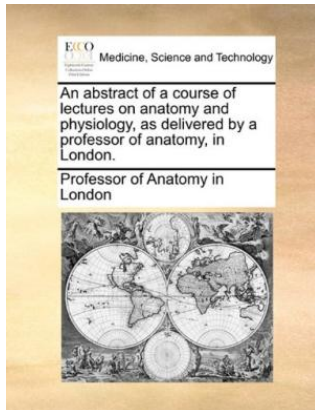 ECCO
Medicine, Science and Technology
An abstract of a course of
lectures on anatomy and
physiology, as delivered by a
professor of anatomy, in
London.
Professor of Anatomy in
London